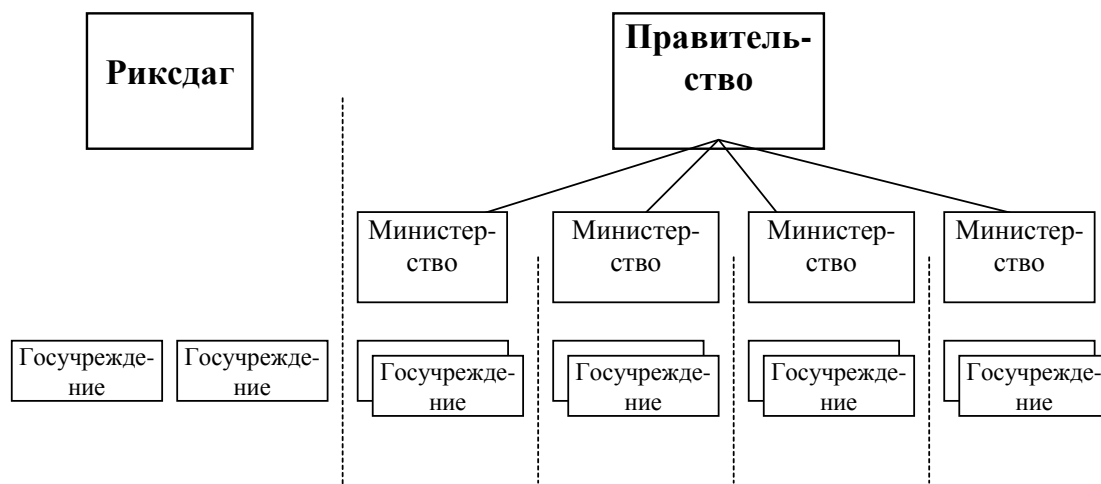 Риксдаг
Правитель-
ство
Министер-
ство
Министер-
ство
Министер-
ство
Министер-
ство
Госучрежде-
ние
Госучрежде-
ние
Госучрежде-
ние
Госучрежде-
ние
Госучрежде-
ние
Госучрежде-
ние